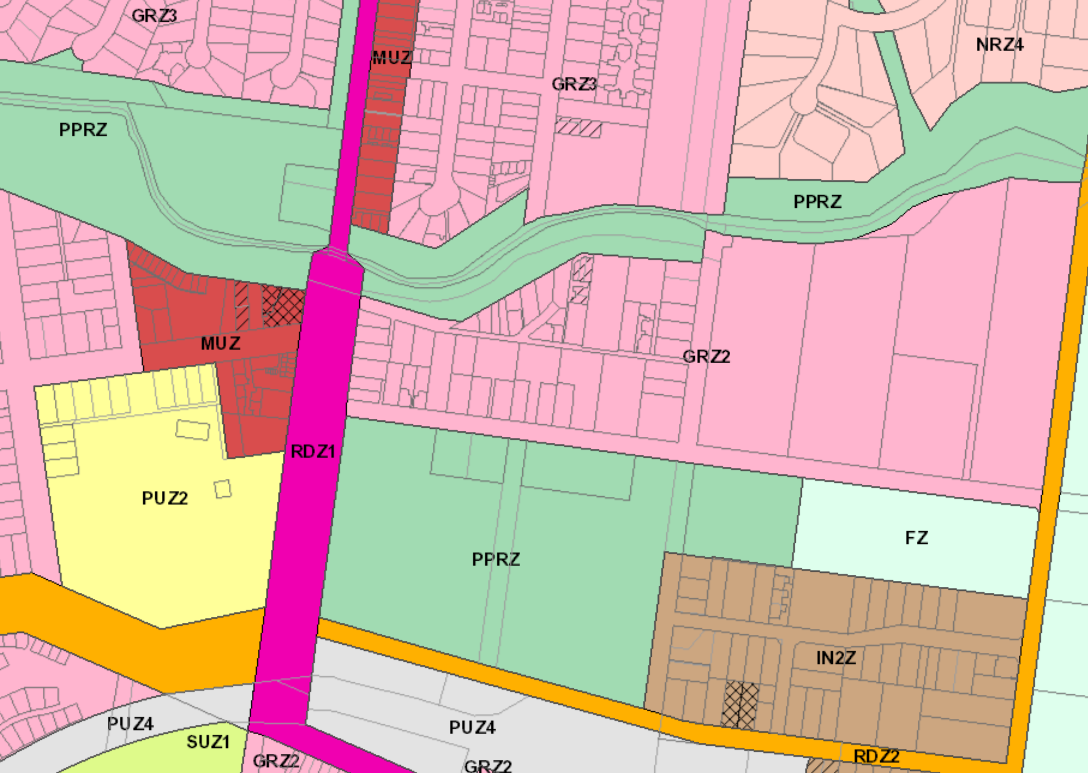 GRZ3
NRZ4
MUZ
GRZ3
PPRZ
PPRZ
MUZ
GRZ2
RDZ1
PUZ2
FZ
PPRZ
IN2Z
PUZ4
PUZ4
SUZ1
RDZ2
GRZ2
GRZ2